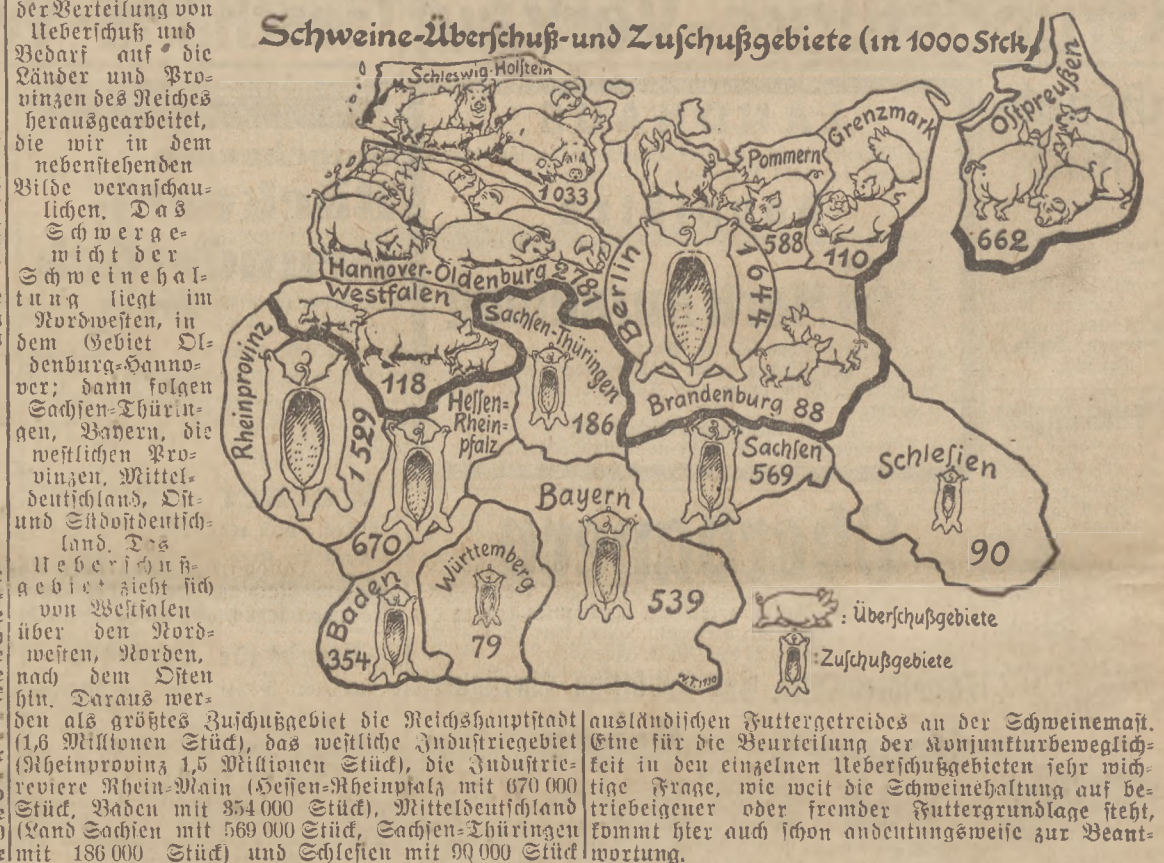 der Verteilung von
Ueberschuß und
Bedarf auf die
Länder und Pro-
vinzen des Reiches
herausgearbeitet,
die wir in dem
nebenstehenden
Bilde veranschau-
lichen. Das
Schwerge-
wicht der
Schweinehal-
tung liegt im
Nordwesten, in
dem Gebiet Ol-
denburg-Hanno-
ver; dann folgen
Sachsen-Thürin-
gen, Bayern, die
westlichen Pro-
vinzen, Mittel-
deutschland, Ost-
und Südostdeutsch-
land. Das
Ueberschuß-
gebiet zieht sich
von Westfalen
über den Nord-
westen, Norden,
nach dem Osten
hin. Daraus wer-
den als größtes Zuschußgebiet die Reichshauptstadt
(1,6 Millionen Stück), das westliche Industriegebiet
(Rheinprovinz 1,5 Millionen Stück), die Industrie-
reviere Rhein-Main (Hessen-Rheinpfalz mit 670 000
Stück, Baden mit 354 000 Stück), Mitteldeutschland
(Land Sachsen mit 569 000 Stück, Sachsen-Thüringen
mit 186 000 Stück) und Schlesien mit 90 000 Stück
Schweine-Überschuß- und Zuschußgebiete (in 1000 Stck.)
Schleswig-Holstein
1033
Hannover-Oldenburg 2781
Pommern
588
Grenzmark
110
Ostpreußen
662
Berlin 1644
Westfalen
118
Rheinprovinz
1529
Sachsen-Thüringen
186
Brandenburg 88
Hessen-
Rhein-
pfalz
670
Sachsen
569
Schlesien
90
Bayern
539
Württemberg
79
Baden
354
: Überschußgebiete
: Zuschußgebiete
ausländischen Futtergetreides an der Schweinemast.
Eine für die Beurteilung der Konjunkturbeweglich-
keit in den einzelnen Ueberschußgebieten sehr wich-
tige Frage, wie weit die Schweinehaltung auf be-
triebeigener oder fremder Futtergrundlage steht,
kommt hier auch schon andeutungsweise zur Beant-
wortung.